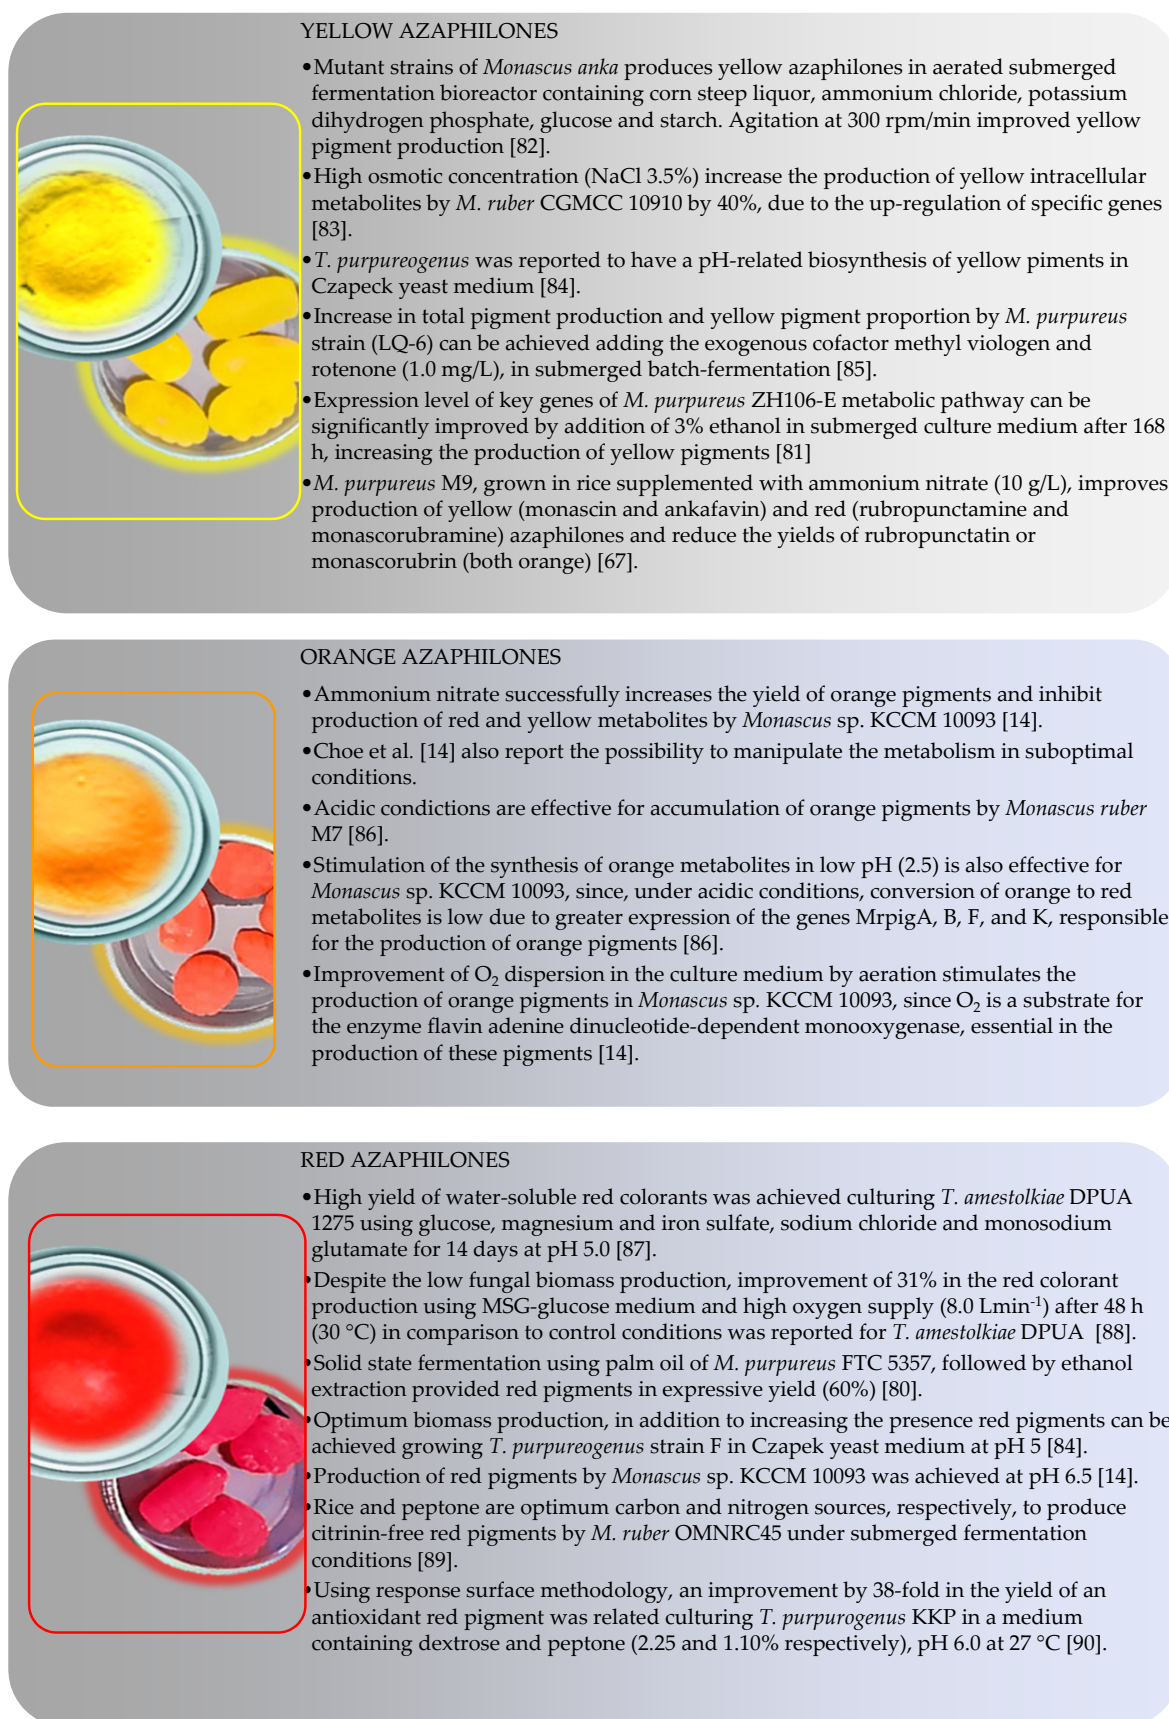 YELLOW AZAPHILONES
•Mutant strains of Monascus anka produces yellow azaphilones in aerated submerged
fermentation bioreactor containing corn steep liquor, ammonium chloride, potassium
dihydrogen phosphate, glucose and starch. Agitation at 300 rpm/min improved yellow
pigment production [82].
•High osmotic concentration (NaCl 3.5%) increase the production of yellow intracellular
metabolites by M. ruber CGMCC 10910 by 40%, due to the up-regulation of specific genes
[83].
•T. purpureogenus was reported to have a pH-related biosynthesis of yellow piments in
Czapeck yeast medium [84].
•Increase in total pigment production and yellow pigment proportion by M. purpureus
strain (LQ-6) can be achieved adding the exogenous cofactor methyl viologen and
rotenone (1.0 mg/L), in submerged batch-fermentation [85].
•Expression level of key genes of M. purpureus ZH106-E metabolic pathway can be
significantly improved by addition of 3% ethanol in submerged culture medium after 168
h, increasing the production of yellow pigments [81]
•M. purpureus M9, grown in rice supplemented with ammonium nitrate (10 g/L), improves
production of yellow (monascin and ankafavin) and red (rubropunctamine and
monascorubramine) azaphilones and reduce the yields of rubropunctatin or
monascorubrin (both orange) [67].
ORANGE AZAPHILONES
•Ammonium nitrate successfully increases the yield of orange pigments and inhibit
production of red and yellow metabolites by Monascus sp. KCCM 10093 [14].
•Choe et al. [14] also report the possibility to manipulate the metabolism in suboptimal
conditions.
•Acidic condictions are effective for accumulation of orange pigments by Monascus ruber
M7 [86].
•Stimulation of the synthesis of orange metabolites in low pH (2.5) is also effective for
Monascus sp. KCCM 10093, since, under acidic conditions, conversion of orange to red
metabolites is low due to greater expression of the genes MrpigA, B, F, and K, responsible
for the production of orange pigments [86].
•Improvement of O₂ dispersion in the culture medium by aeration stimulates the
production of orange pigments in Monascus sp. KCCM 10093, since O₂ is a substrate for
the enzyme flavin adenine dinucleotide-dependent monooxygenase, essential in the
production of these pigments [14].
RED AZAPHILONES
•High yield of water-soluble red colorants was achieved culturing T. amestolkiae DPUA
1275 using glucose, magnesium and iron sulfate, sodium chloride and monosodium
glutamate for 14 days at pH 5.0 [87].
•Despite the low fungal biomass production, improvement of 31% in the red colorant
production using MSG-glucose medium and high oxygen supply (8.0 Lmin⁻¹) after 48 h
(30 °C) in comparison to control conditions was reported for T. amestolkiae DPUA [88].
•Solid state fermentation using palm oil of M. purpureus FTC 5357, followed by ethanol
extraction provided red pigments in expressive yield (60%) [80].
•Optimum biomass production, in addition to increasing the presence red pigments can be
achieved growing T. purpureogenus strain F in Czapek yeast medium at pH 5 [84].
•Production of red pigments by Monascus sp. KCCM 10093 was achieved at pH 6.5 [14].
•Rice and peptone are optimum carbon and nitrogen sources, respectively, to produce
citrinin-free red pigments by M. ruber OMNRC45 under submerged fermentation
conditions [89].
•Using response surface methodology, an improvement by 38-fold in the yield of an
antioxidant red pigment was related culturing T. purpurogenus KKP in a medium
containing dextrose and peptone (2.25 and 1.10% respectively), pH 6.0 at 27 °C [90].